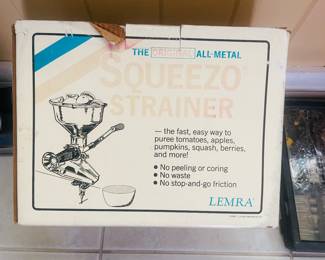 THE ORIGINAL ALL-METAL
SQUEEZO®
STRAINER
— the fast, easy way to
puree tomatoes, apples,
pumpkins, squash, berries,
and more!
• No peeling or coring
• No waste
• No stop-and-go friction
LEMRA®